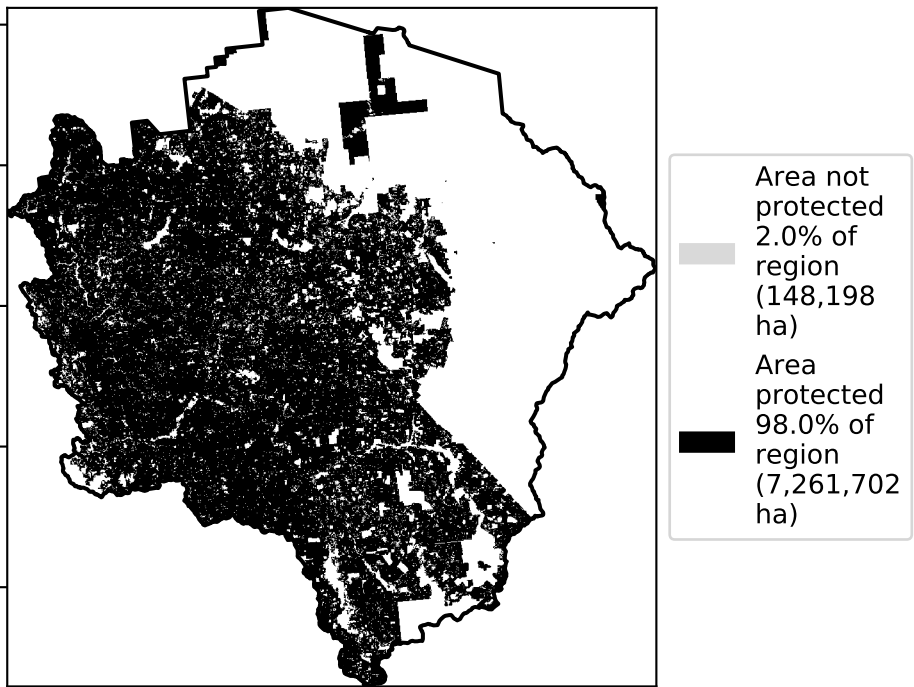 Area not
protected
2.0% of
region
(148,198
ha)
Area
protected
98.0% of
region
(7,261,702
ha)